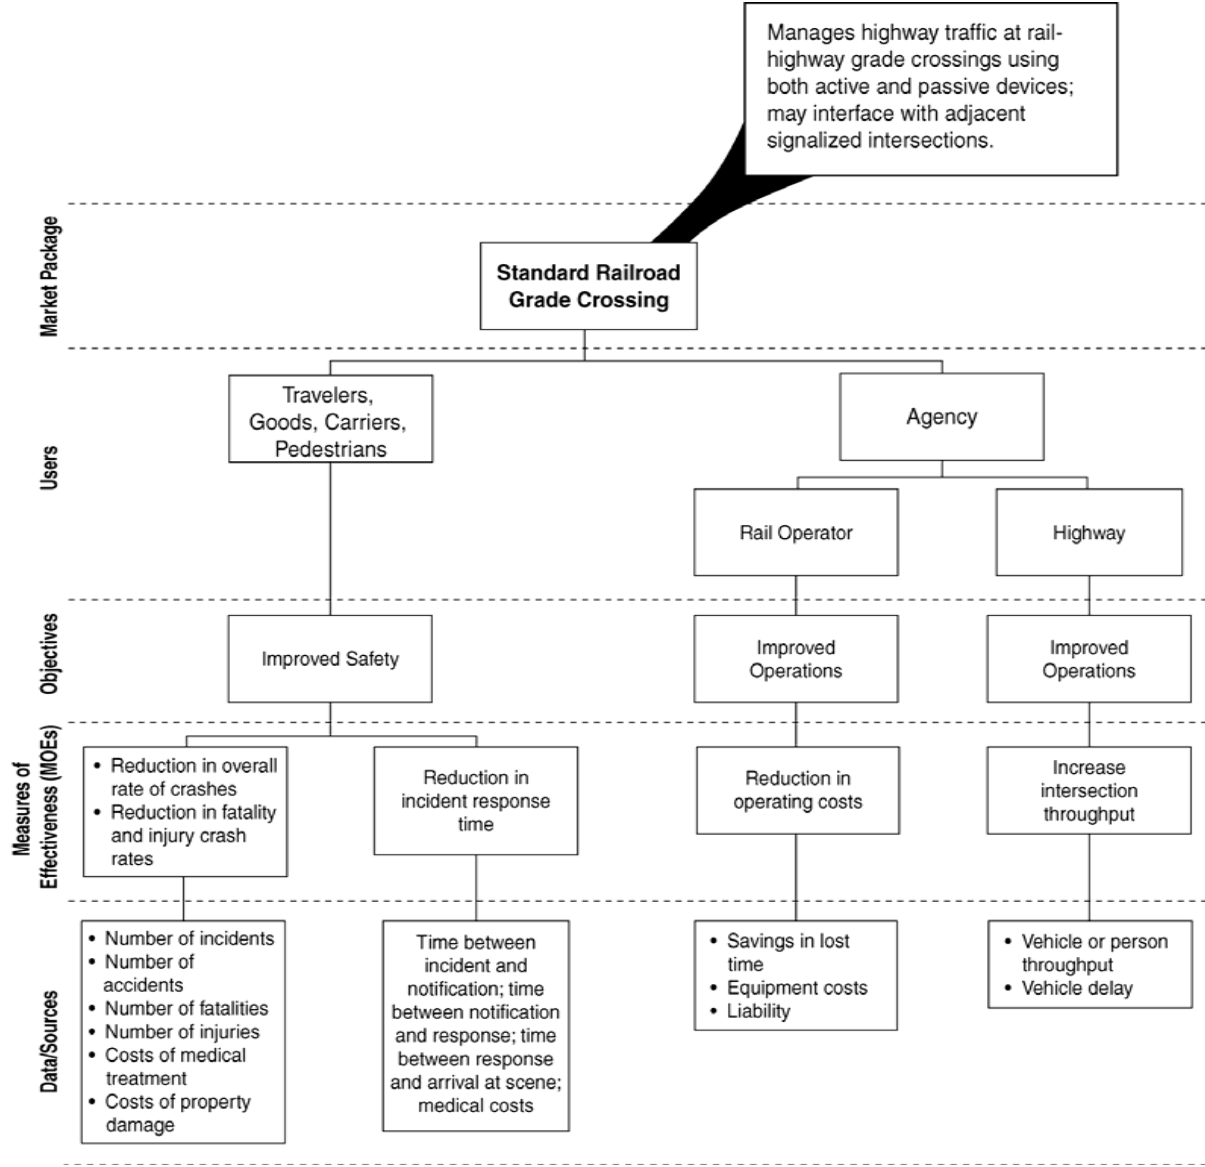 Manages highway traffic at rail-
highway grade crossings using
both active and passive devices;
may interface with adjacent
signalized intersections.
Market Package
Standard Railroad
Grade Crossing
Users
Travelers,
Goods, Carriers,
Pedestrians
Agency
Rail Operator
Highway
Objectives
Improved Safety
Improved
Operations
Improved
Operations
Measures of
Effectiveness (MOEs)
• Reduction in overall
rate of crashes
• Reduction in fatality
and injury crash
rates
Reduction in
incident response
time
Reduction in
operating costs
Increase
intersection
throughput
Data/Sources
• Number of incidents
• Number of
accidents
• Number of fatalities
• Number of injuries
• Costs of medical
treatment
• Costs of property
damage
Time between
incident and
notification; time
between notification
and response; time
between response
and arrival at scene;
medical costs
• Savings in lost
time
• Equipment costs
• Liability
• Vehicle or person
throughput
• Vehicle delay